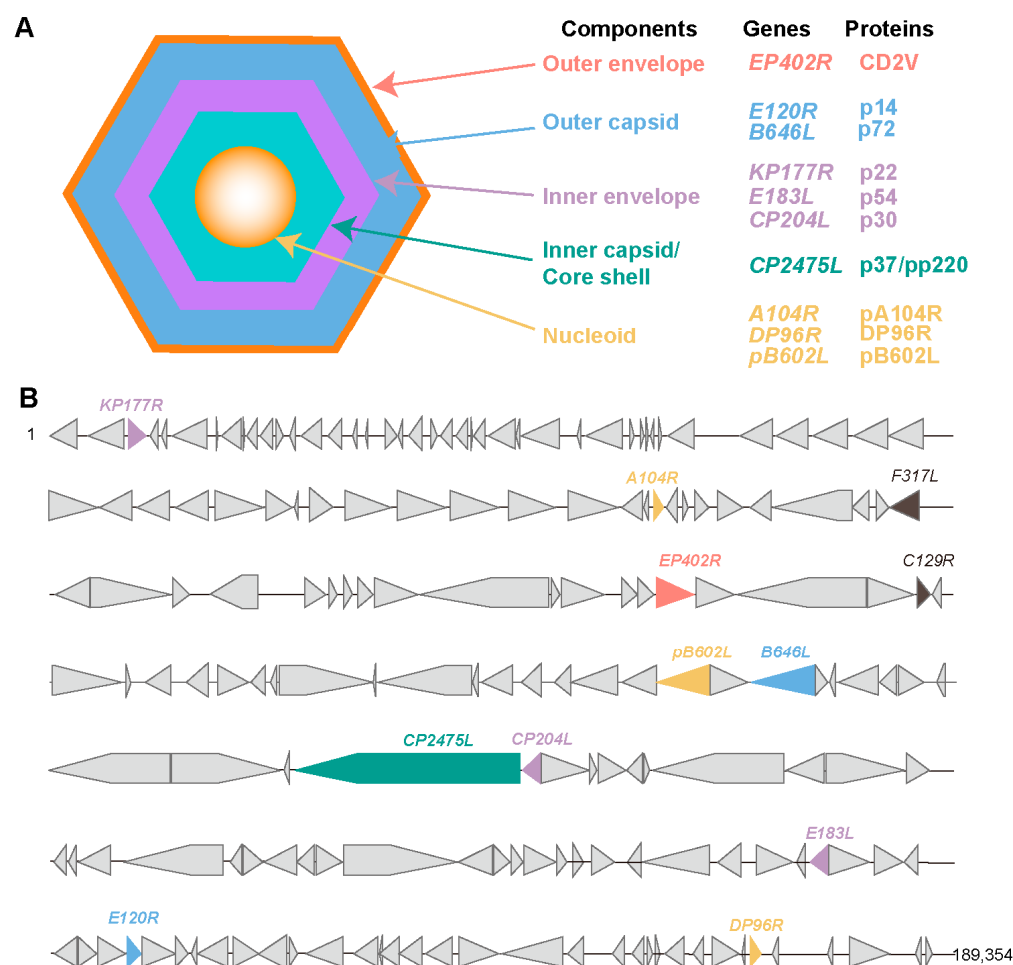 A
Components Genes Proteins
Outer envelope EP402R CD2V
Outer capsid E120R p14
B646L p72
Inner envelope KP177R p22
E183L p54
CP204L p30
Inner capsid/
Core shell CP2475L p37/pp220
Nucleoid A104R pA104R
DP96R DP96R
pB602L pB602L
B
KP177R
1
A104R F317L
EP402R C129R
pB602L B646L
CP2475L CP204L
E183L
E120R DP96R
189,354